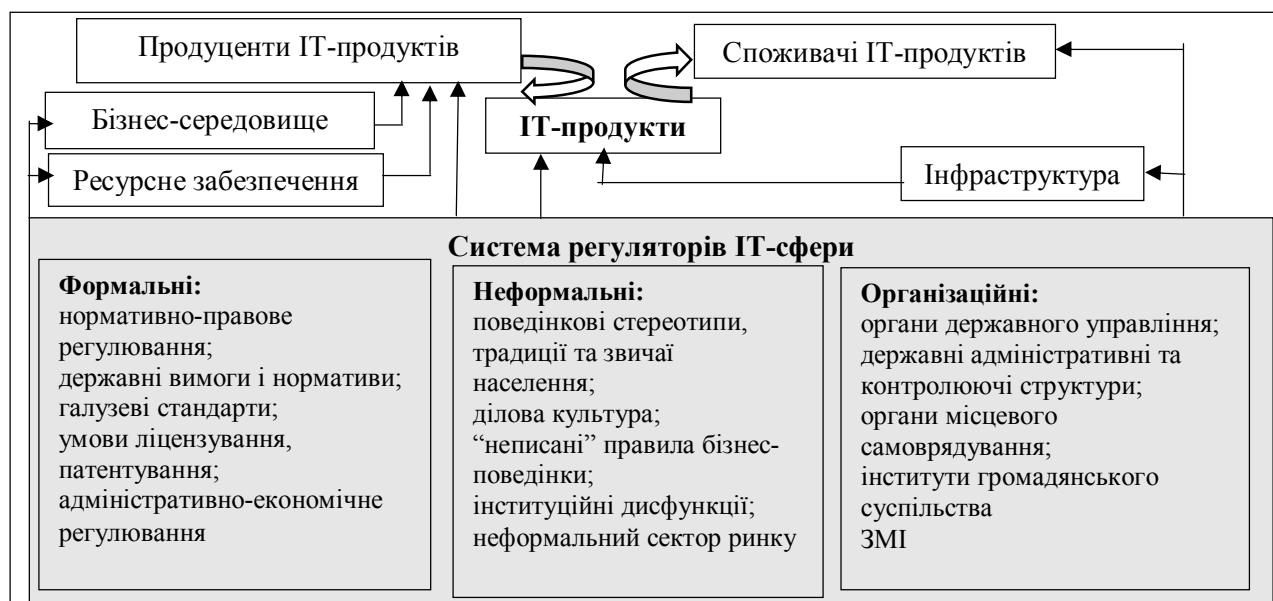 Продуценти ІТ-продуктів
Споживачі ІТ-продуктів
Бізнес-середовище
ІТ-продукти
Ресурсне забезпечення
Інфраструктура
Система регуляторів ІТ-сфери
Формальні:
нормативно-правове
регулювання;
державні вимоги і нормативи;
галузеві стандарти;
умови ліцензування,
патентування;
адміністративно-економічне
регулювання
Неформальні:
поведінкові стереотипи,
традиції та звичаї
населення;
ділова культура;
“неписані” правила бізнес-
поведінки;
інституційні дисфункції;
неформальний сектор ринку
Організаційні:
органи державного управління;
державні адміністративні та
контролюючі структури;
органи місцевого
самоврядування;
інститути громадянського
суспільства
ЗМІ